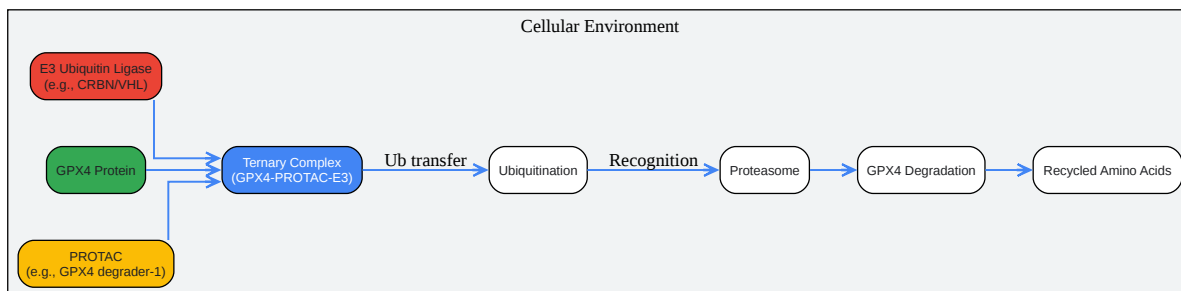 Cellular Environment
E3 Ubiquitin Ligase
(e.g., CRBN/VHL)
GPX4 Protein
PROTAC
(e.g., GPX4 degrader-1)
Ternary Complex
(GPX4-PROTAC-E3)
Ub transfer
Ubiquitination
Recognition
Proteasome
GPX4 Degradation
Recycled Amino Acids